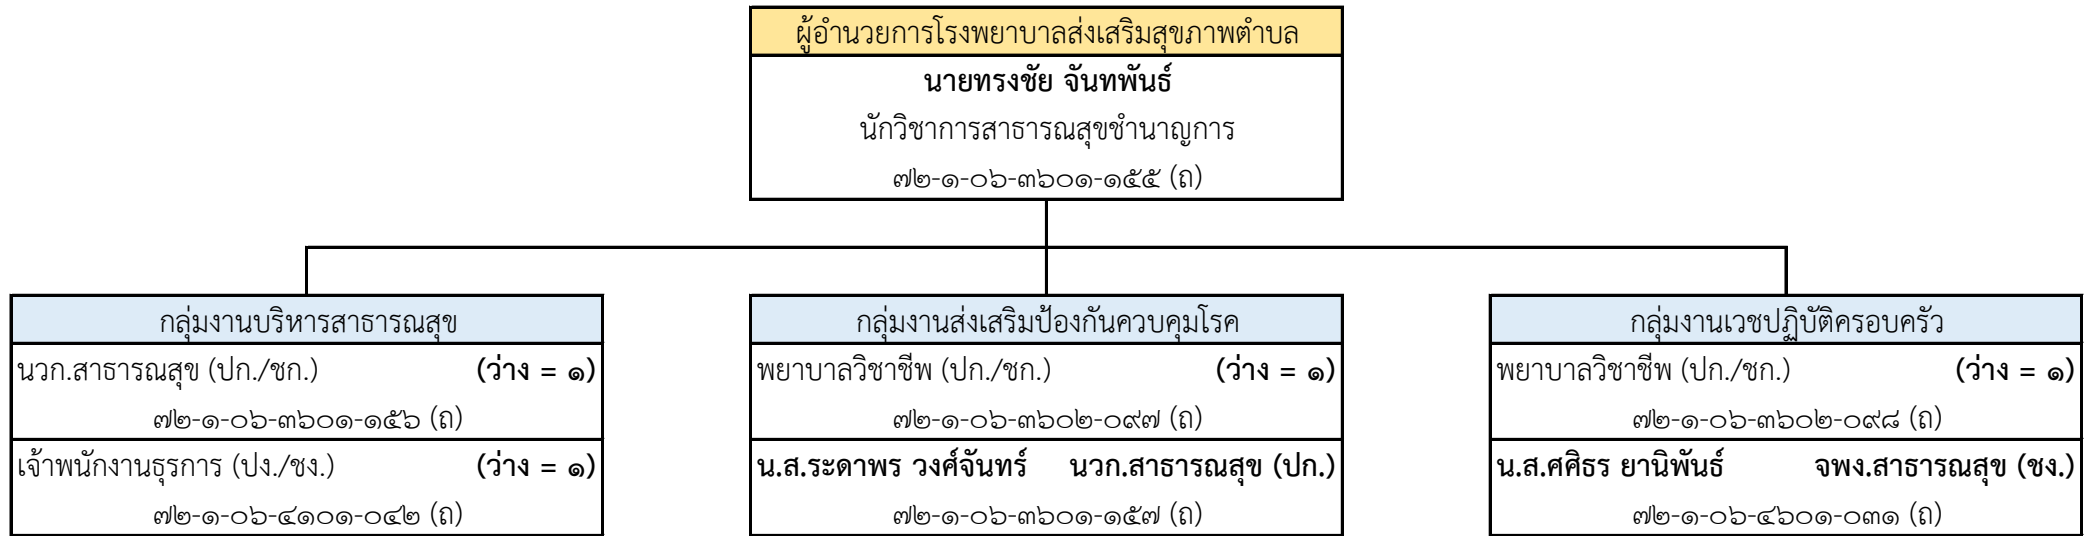 ผู้อำนวยการโรงพยาบาลส่งเสริมสุขภาพตำบล
นายทรงชัย จันทพันธ์
นักวิชาการสาธารณสุขชำนาญการ
๗๒-๑-๐๖-๓๖๐๑-๑๕๕ (ถ)
กลุ่มงานบริหารสาธารณสุข
นวก.สาธารณสุข (ปก./ชก.) (ว่าง = ๑)
๗๒-๑-๐๖-๓๖๐๑-๑๕๖ (ถ)
เจ้าพนักงานธุรการ (ปง./ชง.) (ว่าง = ๑)
๗๒-๑-๐๖-๔๑๐๑-๐๔๒ (ถ)
กลุ่มงานส่งเสริมป้องกันควบคุมโรค
พยาบาลวิชาชีพ (ปก./ชก.) (ว่าง = ๑)
๗๒-๑-๐๖-๓๖๐๒-๐๙๗ (ถ)
น.ส.ระดาพร วงศ์จันทร์ นวก.สาธารณสุข (ปก.)
๗๒-๑-๐๖-๓๖๐๑-๑๕๗ (ถ)
กลุ่มงานเวชปฏิบัติครอบครัว
พยาบาลวิชาชีพ (ปก./ชก.) (ว่าง = ๑)
๗๒-๑-๐๖-๓๖๐๒-๐๙๘ (ถ)
น.ส.ศศิธร ยานิพันธ์ จพง.สาธารณสุข (ชง.)
๗๒-๑-๐๖-๔๖๐๑-๐๓๑ (ถ)